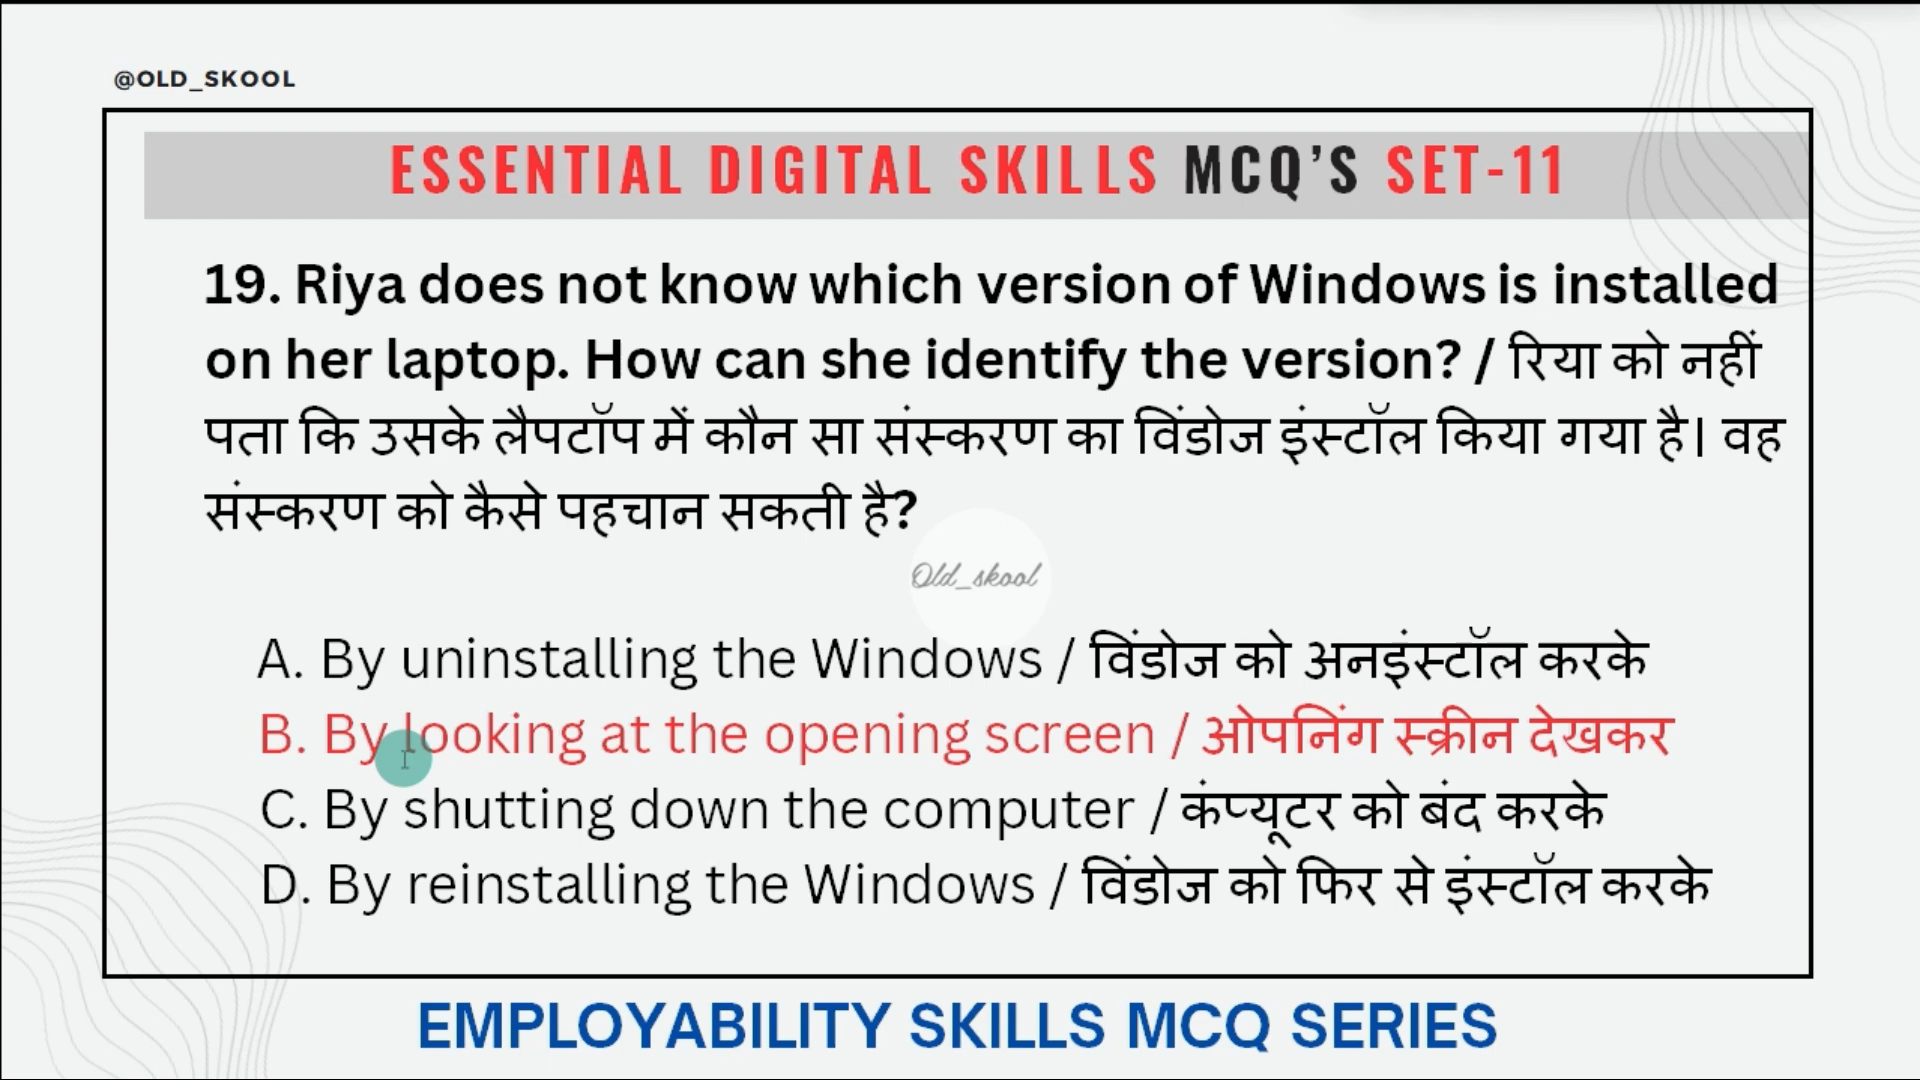 @OLD_SKOOL
ESSENTIAL DIGITAL SKILLS MCQ'S SET-11
19. Riya does not know which version of Windows is installed
on her laptop. How can she identify the version? / रिया को नहीं
पता कि उसके लैपटॉप में कौन सा संस्करण का विंडोज इंस्टॉल किया गया है। वह
संस्करण को कैसे पहचान सकती है?
Old_skool
A. By uninstalling the Windows / विंडोज को अनइंस्टॉल करके
B. By looking at the opening screen / ओपनिंग स्क्रीन देखकर
C. By shutting down the computer / कंप्यूटर को बंद करके
D. By reinstalling the Windows / विंडोज को फिर से इंस्टॉल करके
EMPLOYABILITY SKILLS MCQ SERIES